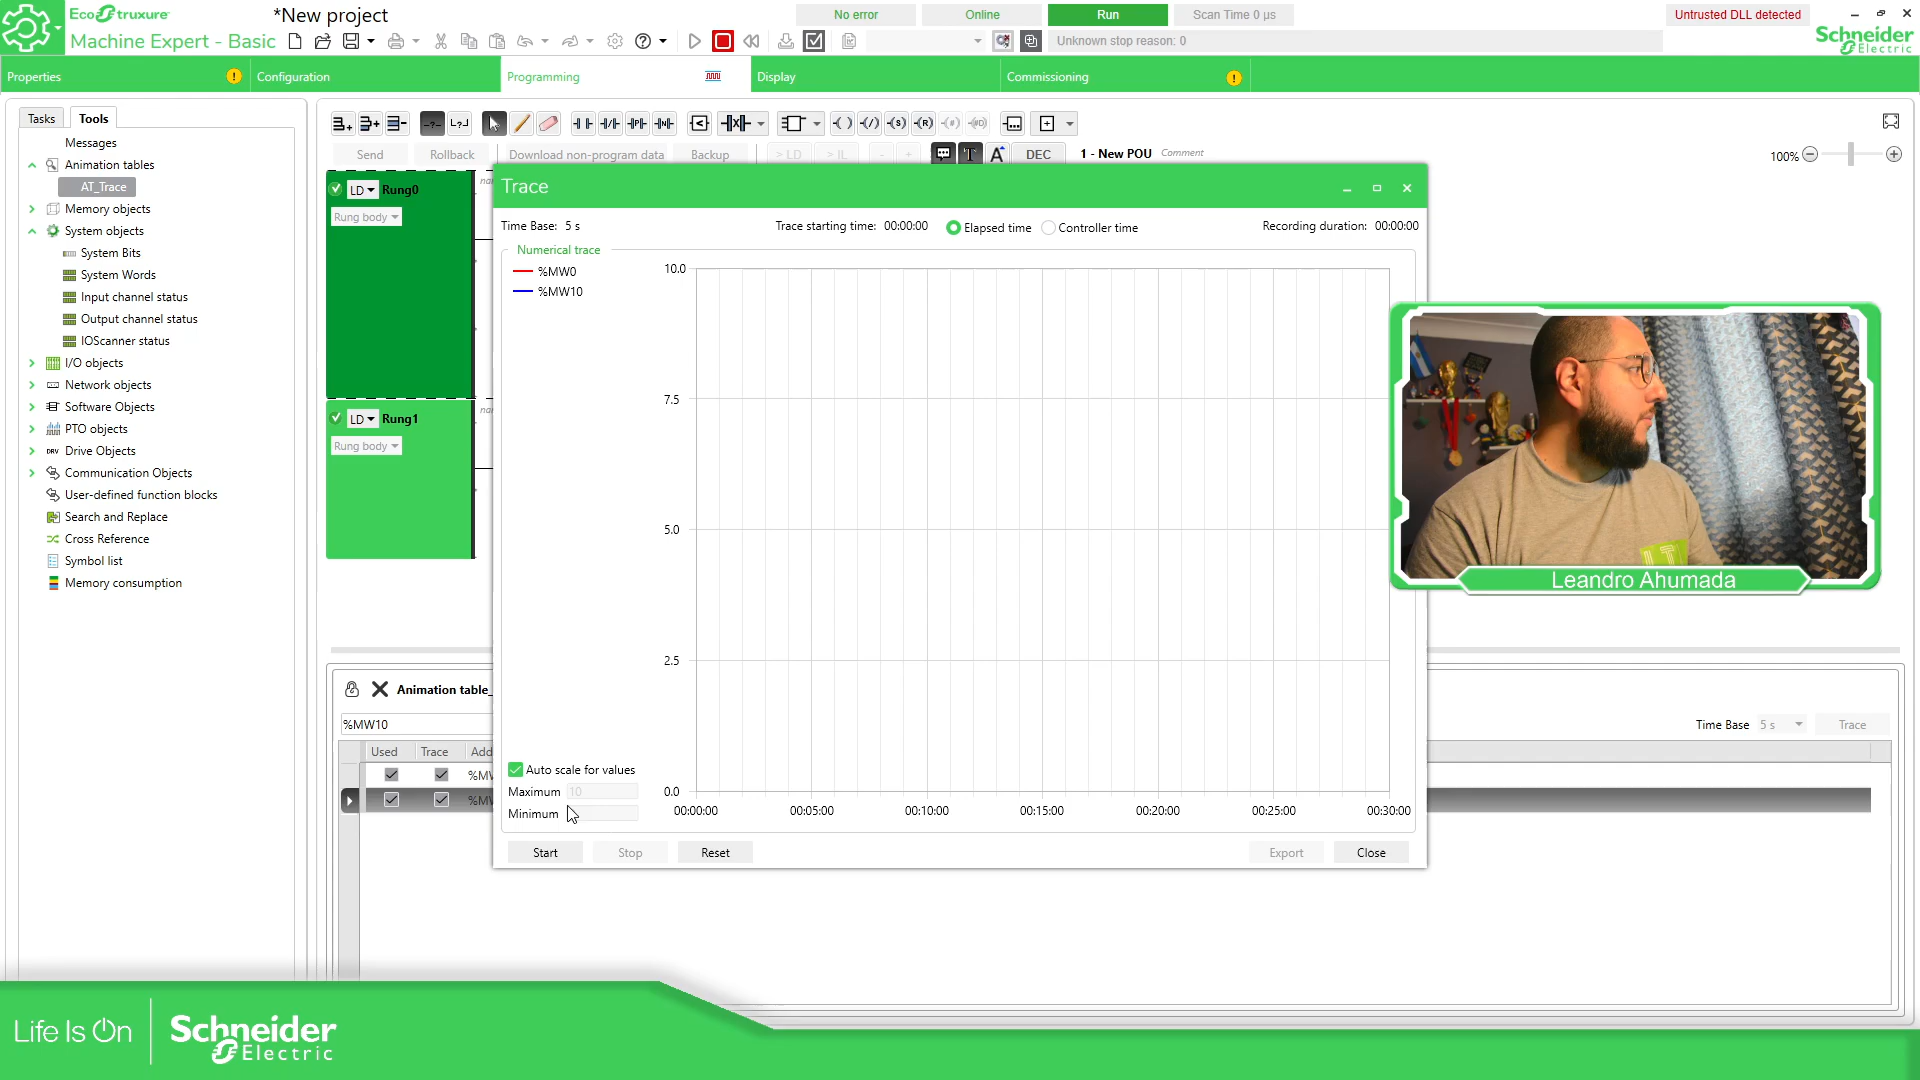 EcoStruxure
Machine Expert - Basic
*New project
No error
Online
Run
Scan Time 0 µs
Untrusted DLL detected
Unknown stop reason: 0
Schneider
Electric
Properties
Configuration
Programming
Display
Commissioning
Tasks
Tools
Messages
Animation tables
AT_Trace
Memory objects
System objects
System Bits
System Words
Input channel status
Output channel status
IOScanner status
I/O objects
Network objects
Software Objects
PTO objects
DRV Drive Objects
Communication Objects
User-defined function blocks
Search and Replace
Cross Reference
Symbol list
Memory consumption
Send
Rollback
Download non-program data
Backup
> LD
> IL
DEC
1 - New POU
Comment
100%
LD
Rung0
Rung body
LD
Rung1
Rung body
Trace
Time Base: 5 s
Trace starting time: 00:00:00
Elapsed time
Controller time
Recording duration: 00:00:00
Numerical trace
%MW0
%MW10
10.0
7.5
5.0
2.5
0.0
00:00:00
00:05:00
00:10:00
00:15:00
00:20:00
00:25:00
00:30:00
Auto scale for values
Maximum 10
Minimum
Start
Stop
Reset
Export
Close
Animation table_
%MW10
Time Base 5 s
Trace
Used
Trace
Add
%MW
%MW
LT
Leandro Ahumada
Life Is On
Schneider
Electric